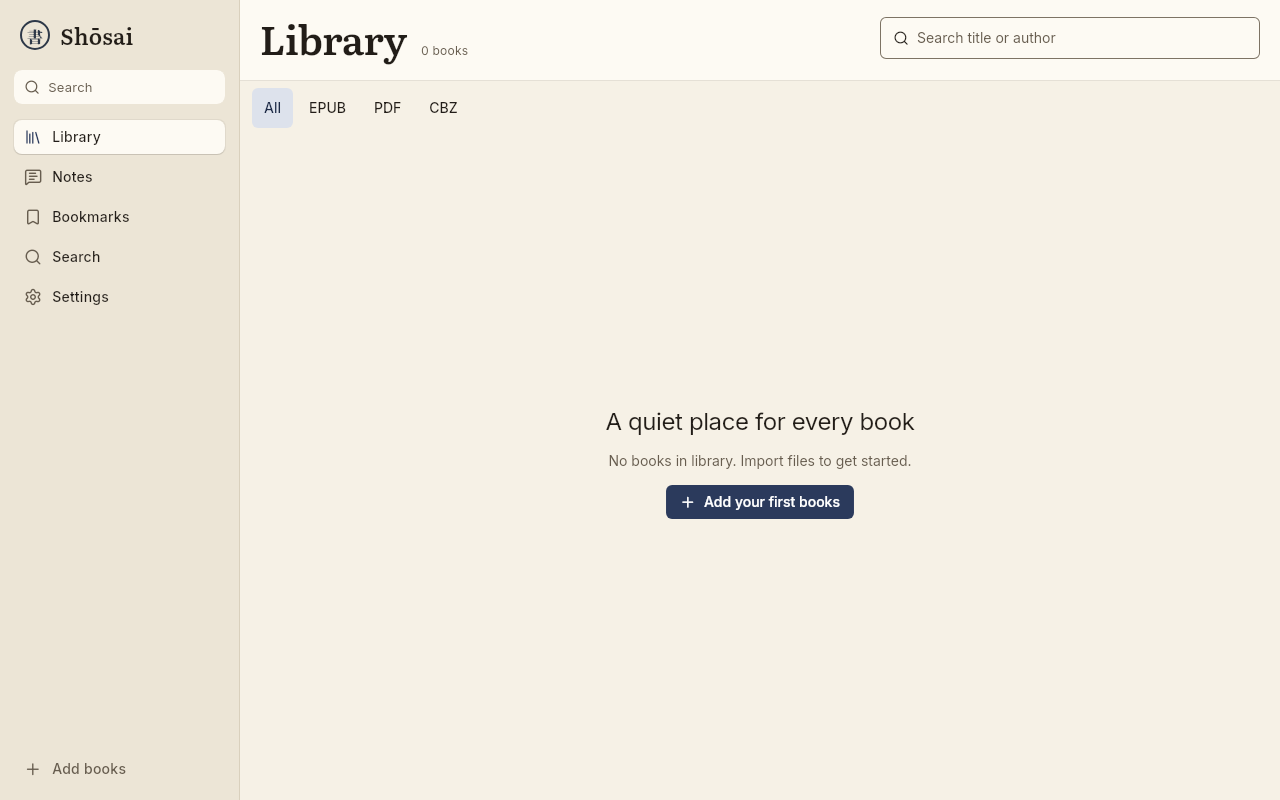 書 Shōsai
Search
Library
Notes
Bookmarks
Search
Settings
Add books
Library 0 books
Search title or author
All EPUB PDF CBZ
A quiet place for every book
No books in library. Import files to get started.
Add your first books